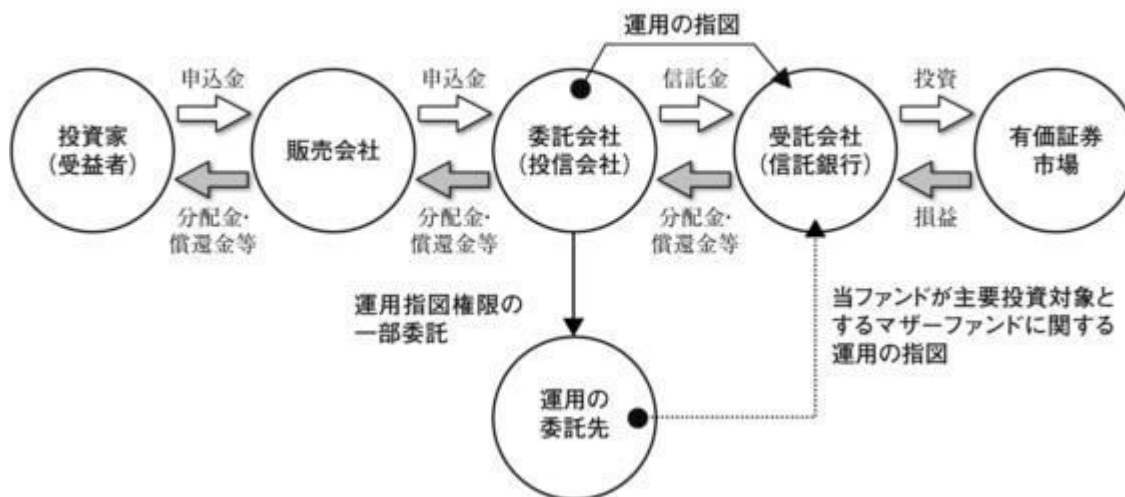 運用の指図
申込金
申込金
信託金
投資
投資家
(受益者)
販売会社
委託会社
(投信会社)
受託会社
(信託銀行)
有価証券
市場
分配金・
償還金等
分配金・
償還金等
分配金・
償還金等
損益
運用指図権限の
一部委託
当ファンドが主要投資対象と
するマザーファンドに関する
運用の指図
運用の
委託先